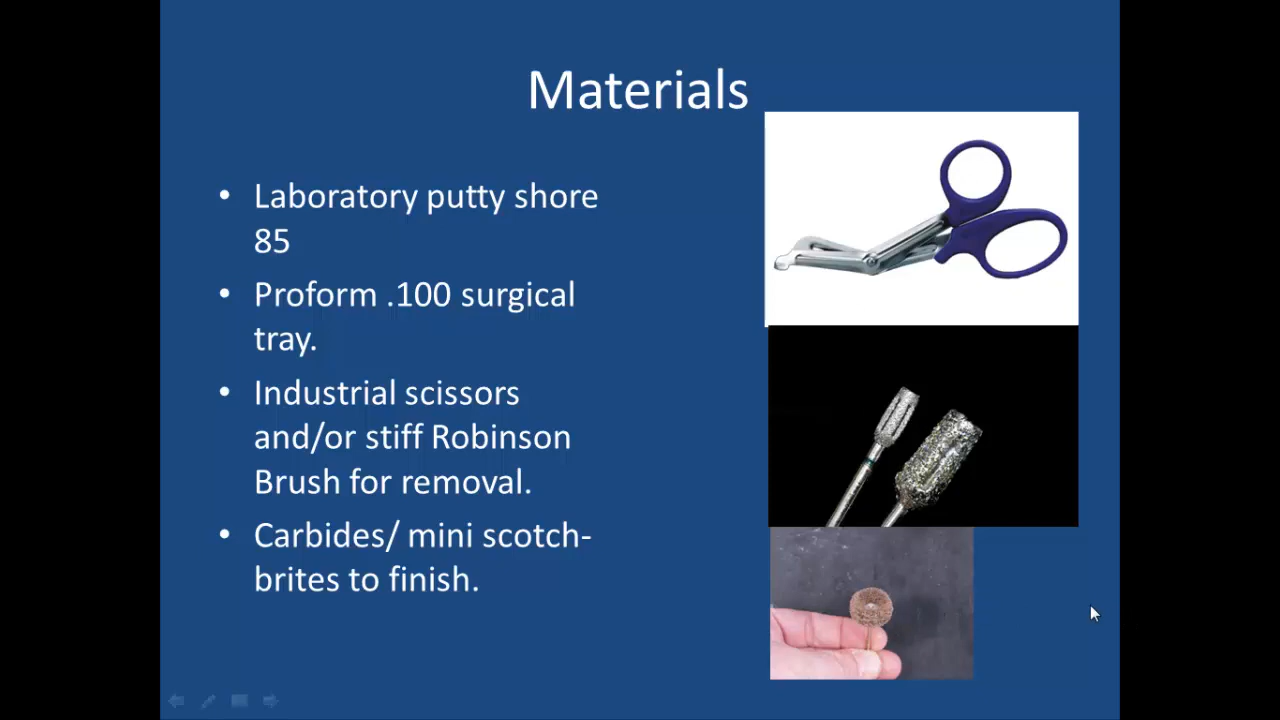 Materials
• Laboratory putty shore
85
• Proform .100 surgical
tray.
• Industrial scissors
and/or stiff Robinson
Brush for removal.
• Carbides/ mini scotch-
brites to finish.